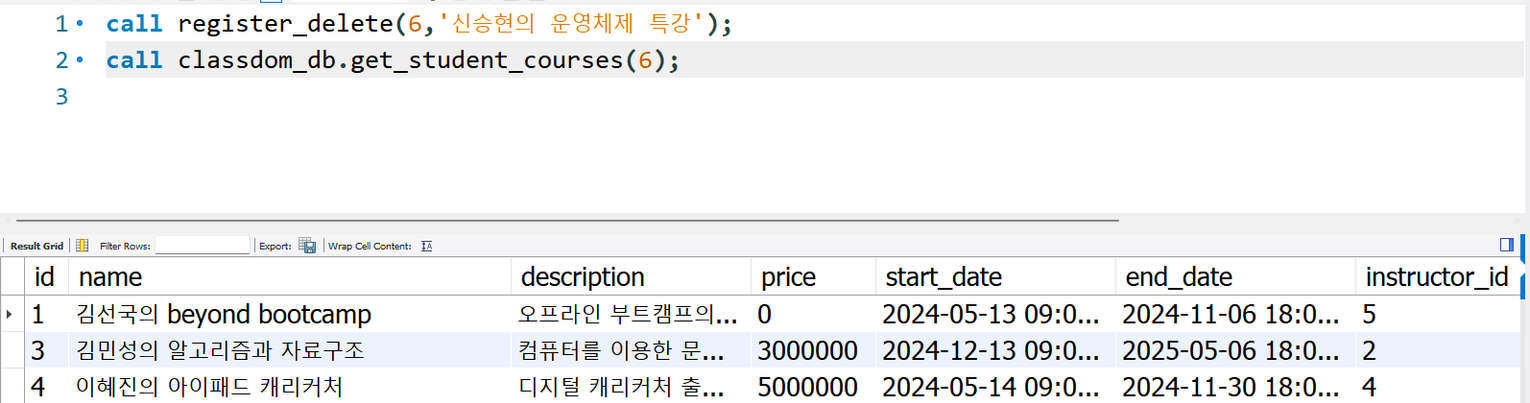 1 call register_delete(6,'신승현의 운영체제 특강');
2 call classdom_db.get_student_courses(6);
3
Result Grid Filter Rows: Export: Wrap Cell Content: IA
id name description price start_date end_date instructor_id
1 김선국의 beyond bootcamp 오프라인 부트캠프의... 0 2024-05-13 09:0... 2024-11-06 18:0... 5
3 김민성의 알고리즘과 자료구조 컴퓨터를 이용한 문... 3000000 2024-12-13 09:0... 2025-05-06 18:0... 2
4 이혜진의 아이패드 캐리커처 디지털 캐리커처 출... 5000000 2024-05-14 09:0... 2024-11-30 18:0... 4